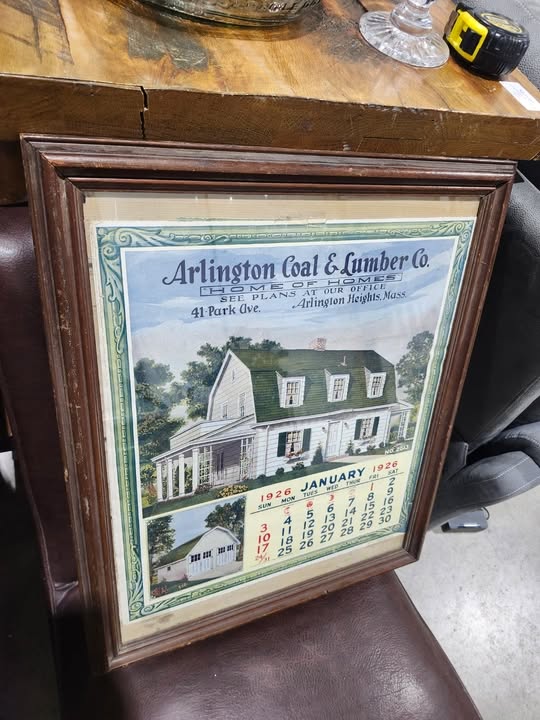 Arlington Coal & Lumber Co.
HOME OF HOMES
SEE PLANS AT OUR OFFICE
41 Park Ave. Arlington Heights, Mass.
1926 JANUARY 1926
SUN MON TUES WED THUR FRI SAT
1 2
3 4 5 6 7 8 9
10 11 12 13 14 15 16
17 18 19 20 21 22 23
24/31 25 26 27 28 29 30